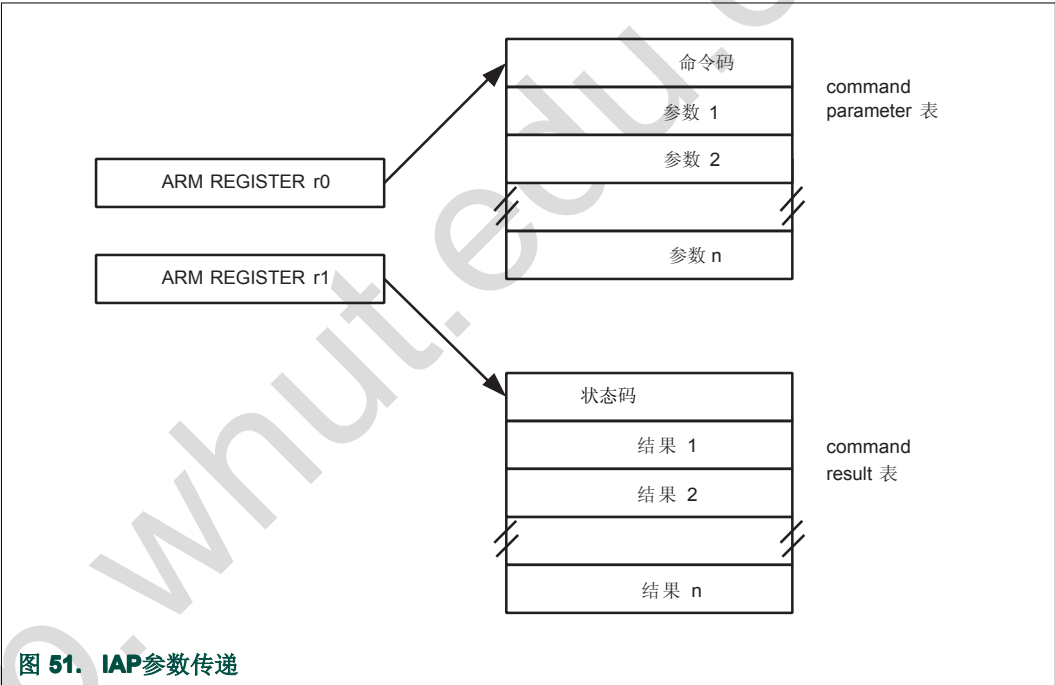 命令码
参数 1
参数 2
参数 n
command
parameter 表
ARM REGISTER r0
ARM REGISTER r1
状态码
结果 1
结果 2
结果 n
command
result 表
图 51. IAP参数传递
o.whut.edu.c